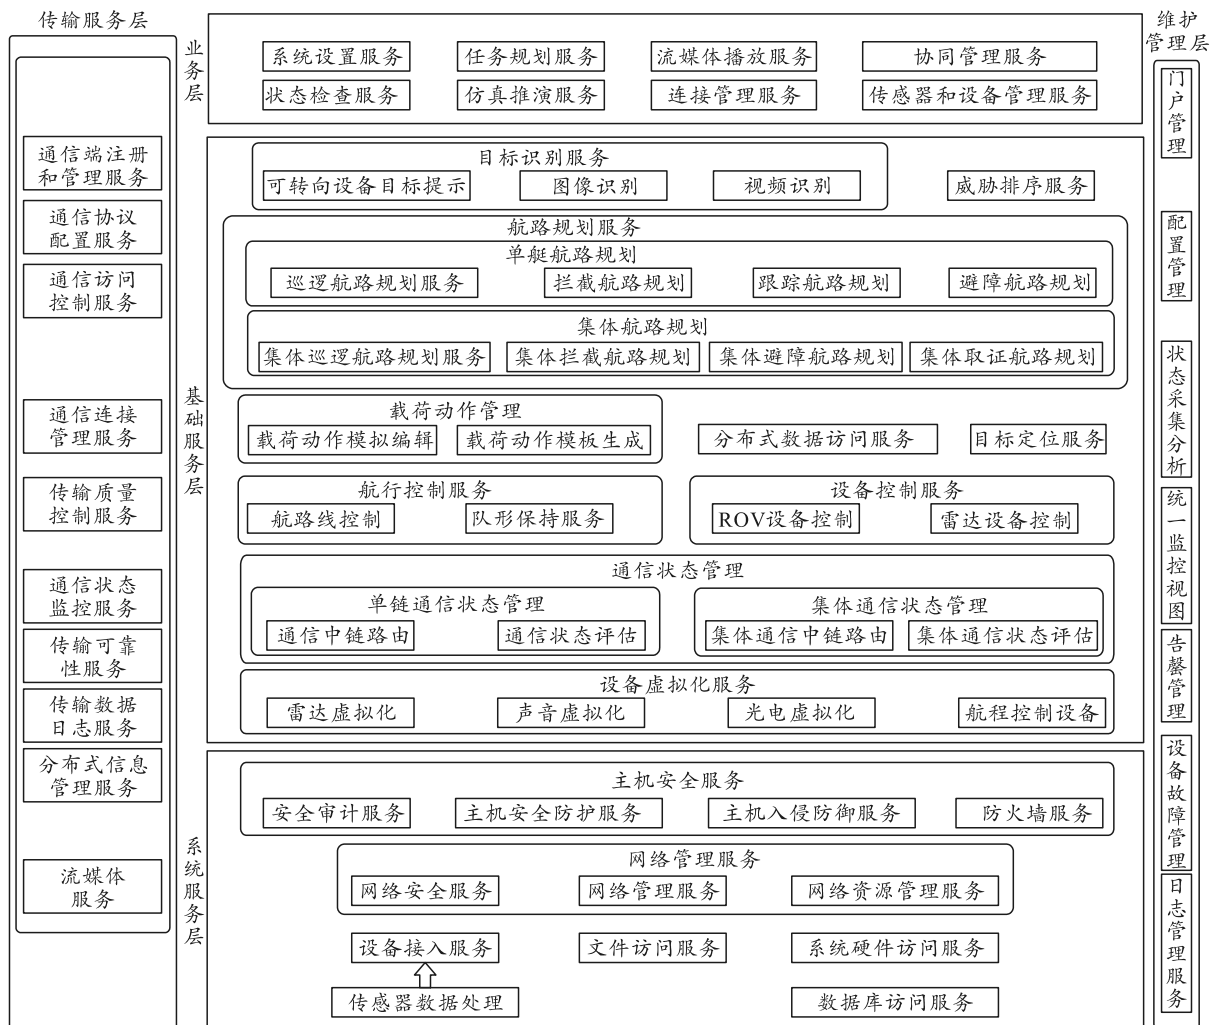 传输服务层
通信端注册
和管理服务
通信协议
配置服务
通信访问
控制服务
通信连接
管理服务
传输质量
控制服务
通信状态
监控服务
传输可靠
性服务
传输数据
日志服务
分布式信息
管理服务
流媒体
服务
业务层
系统设置服务 任务规划服务 流媒体播放服务 协同管理服务
状态检查服务 仿真推演服务 连接管理服务 传感器和设备管理服务
基础服务层
目标识别服务
可转向设备目标提示 图像识别 视频识别 威胁排序服务
航路规划服务
单艇航路规划
巡逻航路规划服务 拦截航路规划 跟踪航路规划 避障航路规划
集体航路规划
集体巡逻航路规划服务 集体拦截航路规划 集体避障航路规划 集体取证航路规划
载荷动作管理
载荷动作模拟编辑 载荷动作模板生成 分布式数据访问服务 目标定位服务
航行控制服务 设备控制服务
航路线控制 队形保持服务 ROV设备控制 雷达设备控制
通信状态管理
单链通信状态管理 集体通信状态管理
通信中链路由 通信状态评估 集体通信中链路由 集体通信状态评估
设备虚拟化服务
雷达虚拟化 声音虚拟化 光电虚拟化 航程控制设备
系统服务层
主机安全服务
安全审计服务 主机安全防护服务 主机入侵防御服务 防火墙服务
网络管理服务
网络安全服务 网络管理服务 网络资源管理服务
设备接入服务 文件访问服务 系统硬件访问服务
传感器数据处理 数据库访问服务
维护
管理层
门户管理
配置管理
状态采集分析
统一监控视图
告罄管理
设备故障管理
日志管理服务